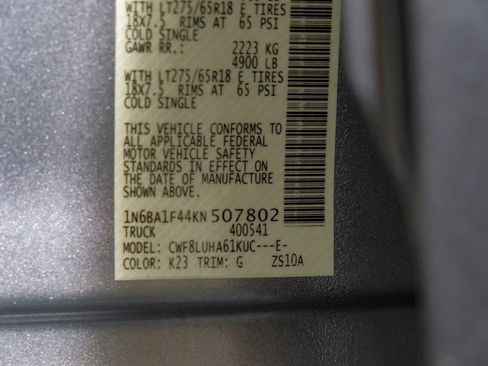 WITH LT275/65R18 E TIRES
18X7.5 RIMS AT 65 PSI
COLD SINGLE
GAWR RR.: 2223 KG
4900 LB
WITH LT275/65R18 E TIRES
18X7.5 RIMS AT 65 PSI
COLD SINGLE
THIS VEHICLE CONFORMS TO
ALL APPLICABLE FEDERAL
MOTOR VEHICLE SAFETY
STANDARDS IN EFFECT ON
THE DATE OF MANUFACTURE
SHOWN ABOVE.
1N6BA1F44KN507802
TRUCK 400541
MODEL: CWF8LUHA61KUC---E-
COLOR: K23 TRIM: G ZS10A